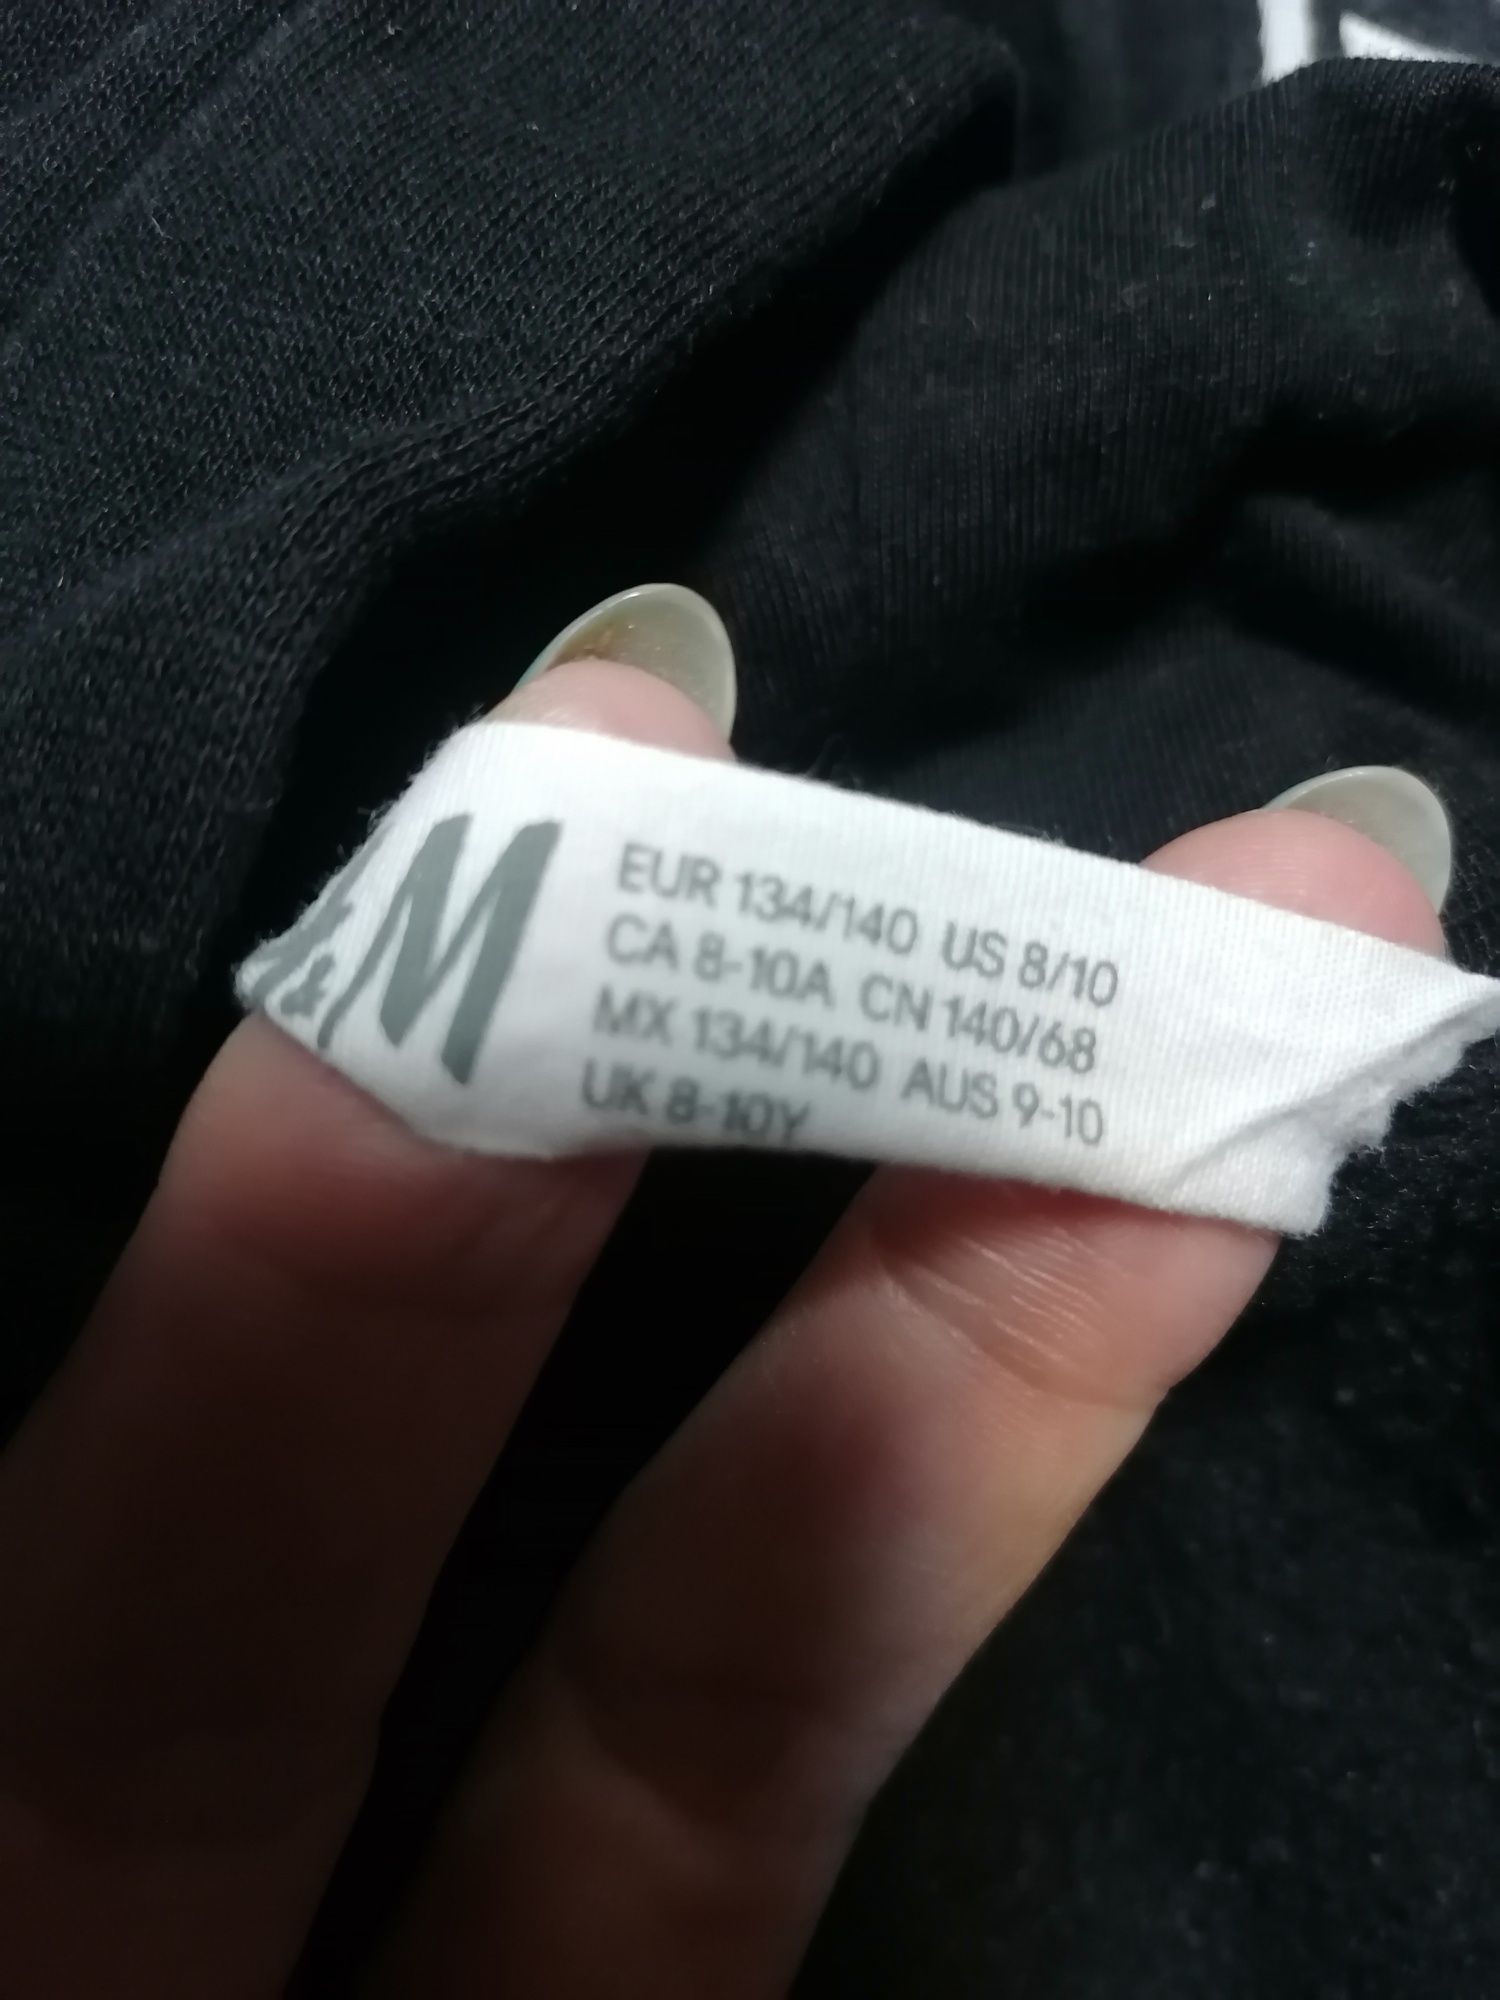 &M
EUR 134/140 US 8/10
CA 8-10A CN 140/68
MX 134/140 AUS 9-10
UK 8-10Y